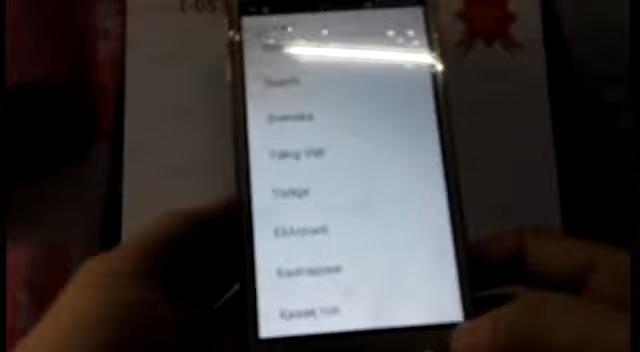 Suomi
Svenska
Tiếng Việt
Türkçe
Ελληνικά
Български
Қазақ тілі